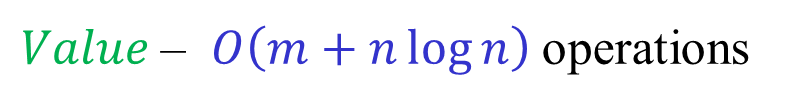 Value – O(m + n log n) operations